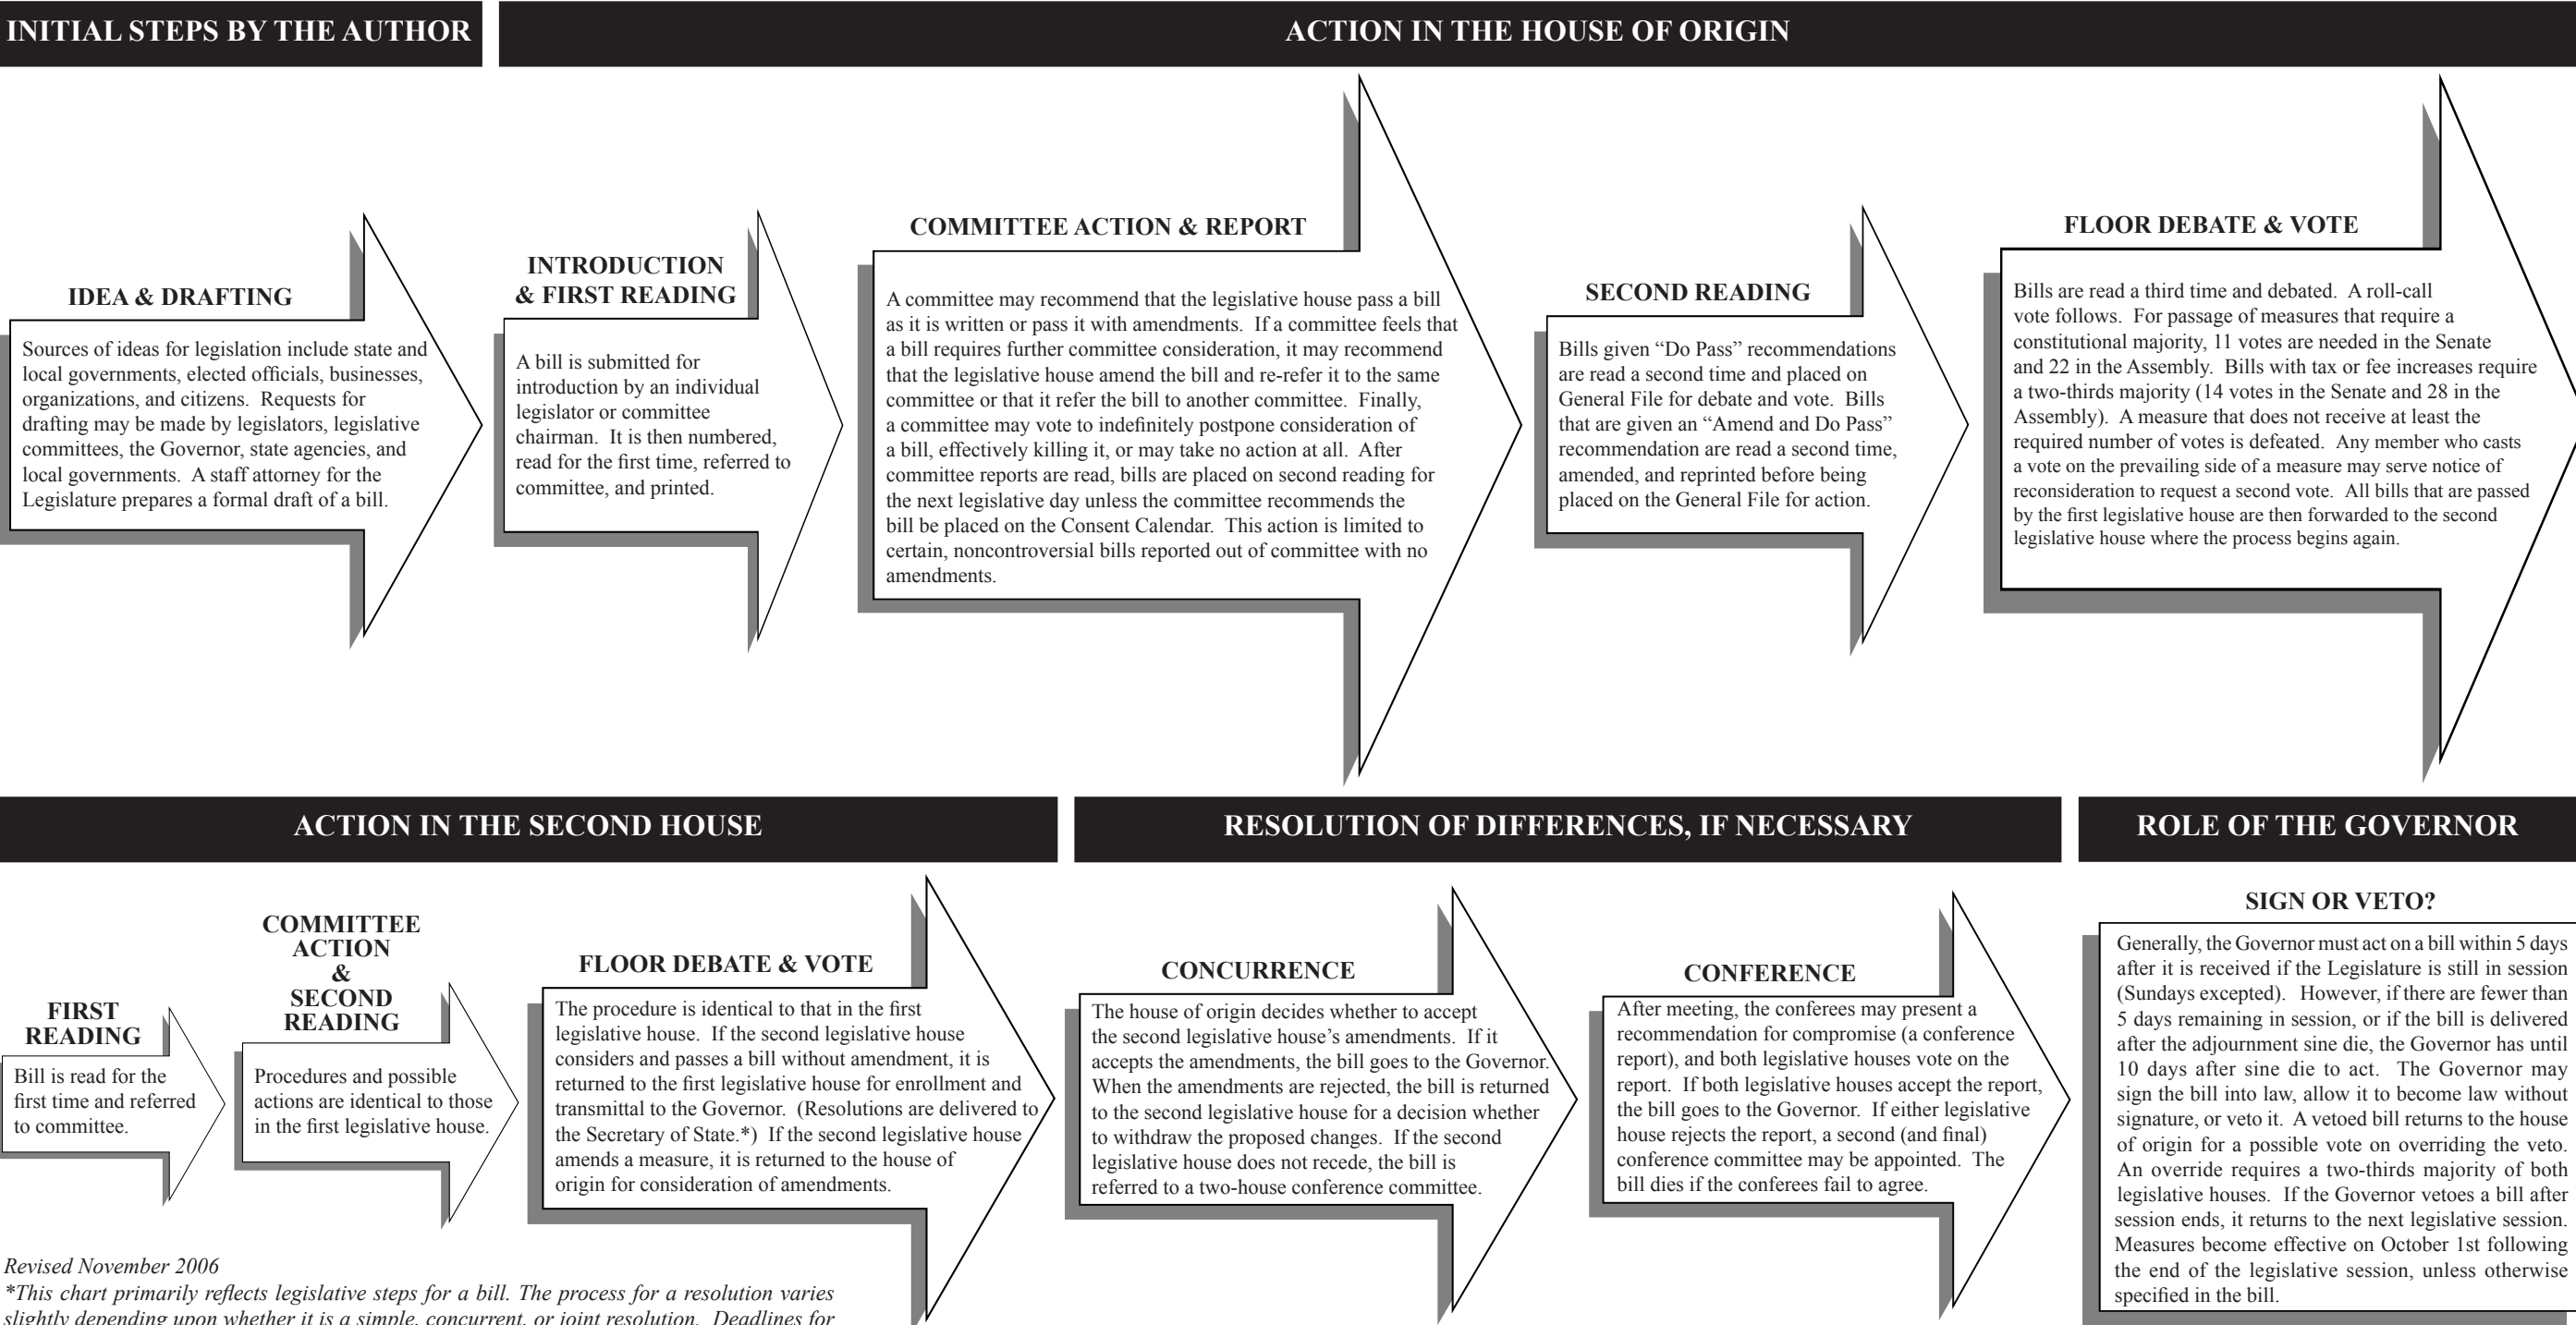 INITIAL STEPS BY THE AUTHOR
ACTION IN THE HOUSE OF ORIGIN
IDEA & DRAFTING
Sources of ideas for legislation include state and
local governments, elected officials, businesses,
organizations, and citizens. Requests for
drafting may be made by legislators, legislative
committees, the Governor, state agencies, and
local governments. A staff attorney for the
Legislature prepares a formal draft of a bill.
INTRODUCTION
& FIRST READING
A bill is submitted for
introduction by an individual
legislator or committee
chairman. It is then numbered,
read for the first time, referred to
committee, and printed.
COMMITTEE ACTION & REPORT
A committee may recommend that the legislative house pass a bill
as it is written or pass it with amendments. If a committee feels that
a bill requires further committee consideration, it may recommend
that the legislative house amend the bill and re-refer it to the same
committee or that it refer the bill to another committee. Finally,
a committee may vote to indefinitely postpone consideration of
a bill, effectively killing it, or may take no action at all. After
committee reports are read, bills are placed on second reading for
the next legislative day unless the committee recommends the
bill be placed on the Consent Calendar. This action is limited to
certain, noncontroversial bills reported out of committee with no
amendments.
SECOND READING
Bills given “Do Pass” recommendations
are read a second time and placed on
General File for debate and vote. Bills
that are given an “Amend and Do Pass”
recommendation are read a second time,
amended, and reprinted before being
placed on the General File for action.
FLOOR DEBATE & VOTE
Bills are read a third time and debated. A roll-call
vote follows. For passage of measures that require a
constitutional majority, 11 votes are needed in the Senate
and 22 in the Assembly. Bills with tax or fee increases require
a two-thirds majority (14 votes in the Senate and 28 in the
Assembly). A measure that does not receive at least the
required number of votes is defeated. Any member who casts
a vote on the prevailing side of a measure may serve notice of
reconsideration to request a second vote. All bills that are passed
by the first legislative house are then forwarded to the second
legislative house where the process begins again.
ACTION IN THE SECOND HOUSE
RESOLUTION OF DIFFERENCES, IF NECESSARY
ROLE OF THE GOVERNOR
FIRST
READING
Bill is read for the
first time and referred
to committee.
COMMITTEE
ACTION
&
SECOND
READING
Procedures and possible
actions are identical to those
in the first legislative house.
FLOOR DEBATE & VOTE
The procedure is identical to that in the first
legislative house. If the second legislative house
considers and passes a bill without amendment, it is
returned to the first legislative house for enrollment and
transmittal to the Governor. (Resolutions are delivered to
the Secretary of State.*) If the second legislative house
amends a measure, it is returned to the house of
origin for consideration of amendments.
CONCURRENCE
The house of origin decides whether to accept
the second legislative house’s amendments. If it
accepts the amendments, the bill goes to the Governor.
When the amendments are rejected, the bill is returned
to the second legislative house for a decision whether
to withdraw the proposed changes. If the second
legislative house does not recede, the bill is
referred to a two-house conference committee.
CONFERENCE
After meeting, the conferees may present a
recommendation for compromise (a conference
report), and both legislative houses vote on the
report. If both legislative houses accept the report,
the bill goes to the Governor. If either legislative
house rejects the report, a second (and final)
conference committee may be appointed. The
bill dies if the conferees fail to agree.
SIGN OR VETO?
Generally, the Governor must act on a bill within 5 days
after it is received if the Legislature is still in session
(Sundays excepted). However, if there are fewer than
5 days remaining in session, or if the bill is delivered
after the adjournment sine die, the Governor has until
10 days after sine die to act. The Governor may
sign the bill into law, allow it to become law without
signature, or veto it. A vetoed bill returns to the house
of origin for a possible vote on overriding the veto.
An override requires a two-thirds majority of both
legislative houses. If the Governor vetoes a bill after
session ends, it returns to the next legislative session.
Measures become effective on October 1st following
the end of the legislative session, unless otherwise
specified in the bill.
Revised November 2006
*This chart primarily reflects legislative steps for a bill. The process for a resolution varies
slightly depending upon whether it is a simple, concurrent, or joint resolution. Deadlines for